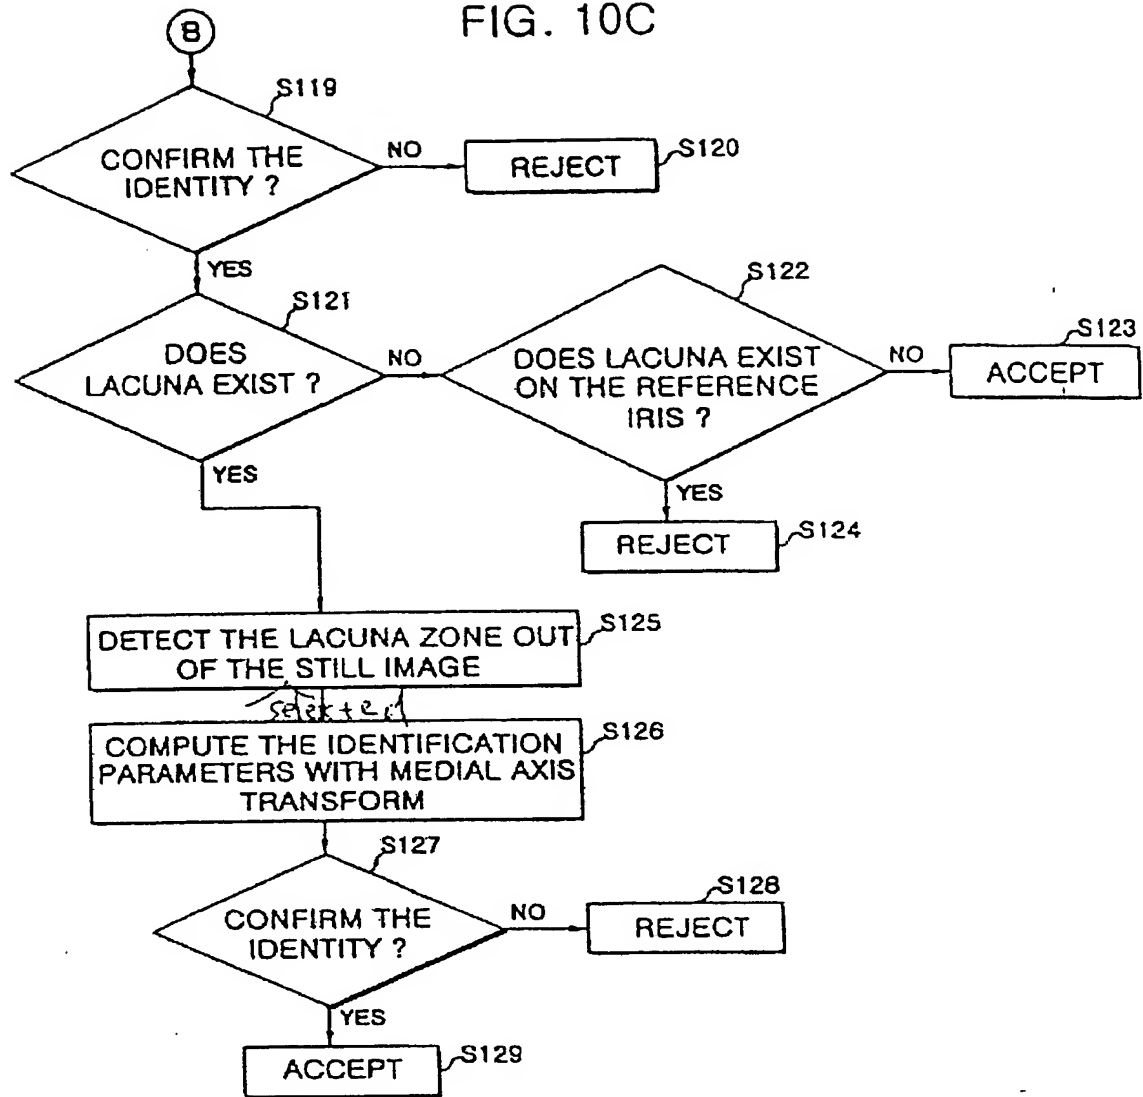 FIG. 10C
B
S119
CONFIRM THE
IDENTITY ?
NO
REJECT
S120
YES
S121
DOES
LACUNA EXIST ?
NO
S122
DOES LACUNA EXIST
ON THE REFERENCE
IRIS ?
NO
S123
ACCEPT
YES
YES
REJECT
S124
DETECT THE LACUNA ZONE OUT
OF THE STILL IMAGE
S125
COMPUTE THE IDENTIFICATION
PARAMETERS WITH MEDIAL AXIS
TRANSFORM
S126
S127
CONFIRM THE
IDENTITY ?
NO
S128
REJECT
YES
ACCEPT
S129